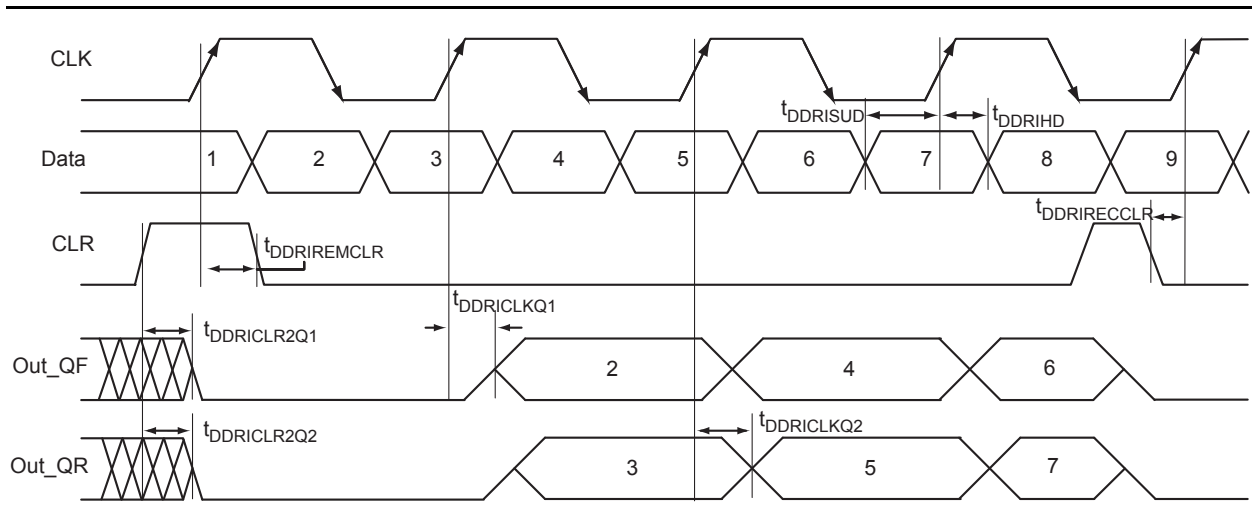 CLK
tDDRISUD
tDDRIHD
Data
1 2 3 4 5 6 7 8 9
tDDRIRECCLR
CLR
tDDRIREMCLR
tDDRICLKQ1
tDDRICLR2Q1
Out_QF
2 4 6
tDDRICLR2Q2
tDDRICLKQ2
Out_QR
3 5 7